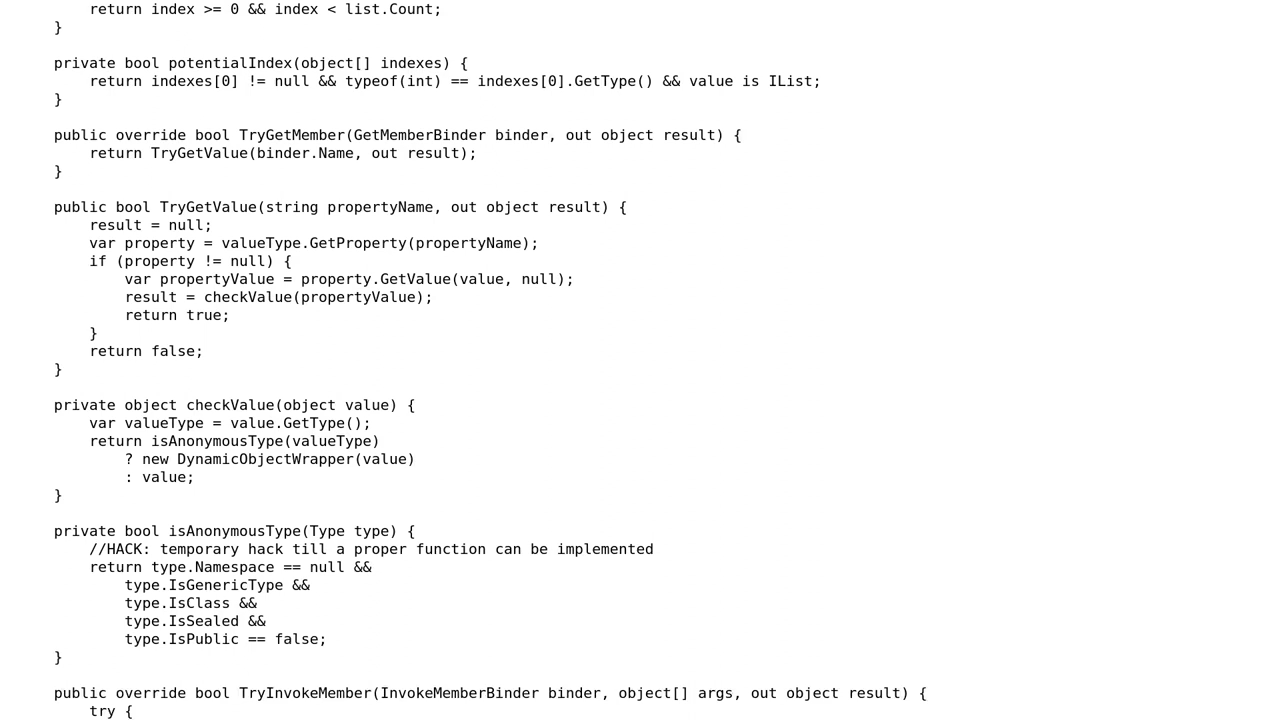 return index >= 0 && index < list.Count;
    }

    private bool potentialIndex(object[] indexes) {
        return indexes[0] != null && typeof(int) == indexes[0].GetType() && value is IList;
    }

    public override bool TryGetMember(GetMemberBinder binder, out object result) {
        return TryGetValue(binder.Name, out result);
    }

    public bool TryGetValue(string propertyName, out object result) {
        result = null;
        var property = valueType.GetProperty(propertyName);
        if (property != null) {
            var propertyValue = property.GetValue(value, null);
            result = checkValue(propertyValue);
            return true;
        }
        return false;
    }

    private object checkValue(object value) {
        var valueType = value.GetType();
        return isAnonymousType(valueType)
            ? new DynamicObjectWrapper(value)
            : value;
    }

    private bool isAnonymousType(Type type) {
        //HACK: temporary hack till a proper function can be implemented
        return type.Namespace == null &&
            type.IsGenericType &&
            type.IsClass &&
            type.IsSealed &&
            type.IsPublic == false;
    }

    public override bool TryInvokeMember(InvokeMemberBinder binder, object[] args, out object result) {
        try {